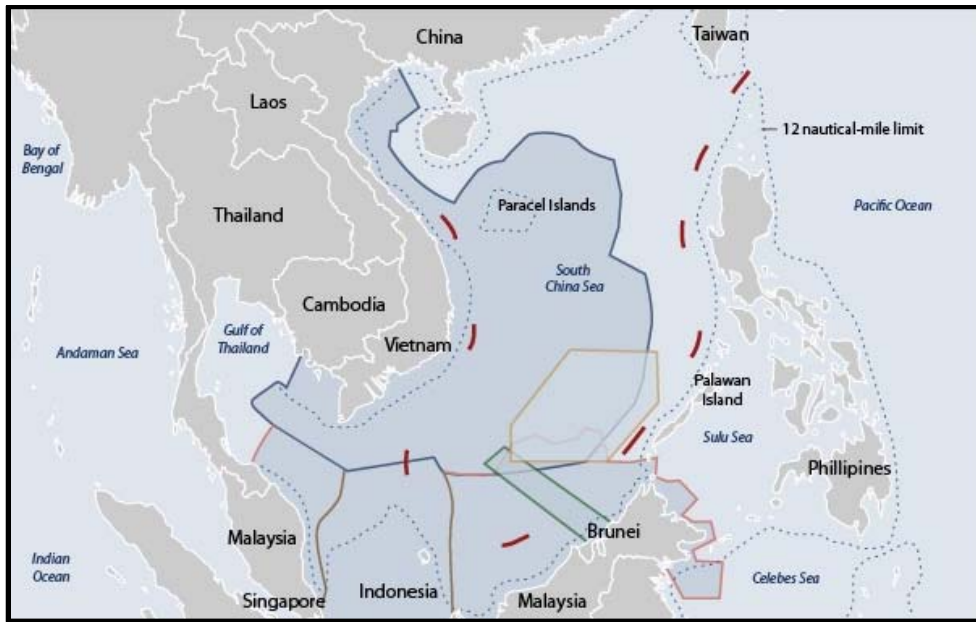 China
Taiwan
Laos
12 nautical-mile limit
Bay of
Bengal
Paracel Islands
Thailand
Pacific Ocean
South
China Sea
Cambodia
Gulf of
Thailand
Vietnam
Andaman Sea
Palawan
Island
Sulu Sea
Phillipines
Brunei
Malaysia
Indian
Ocean
Indonesia
Celebes Sea
Singapore
Malaysia